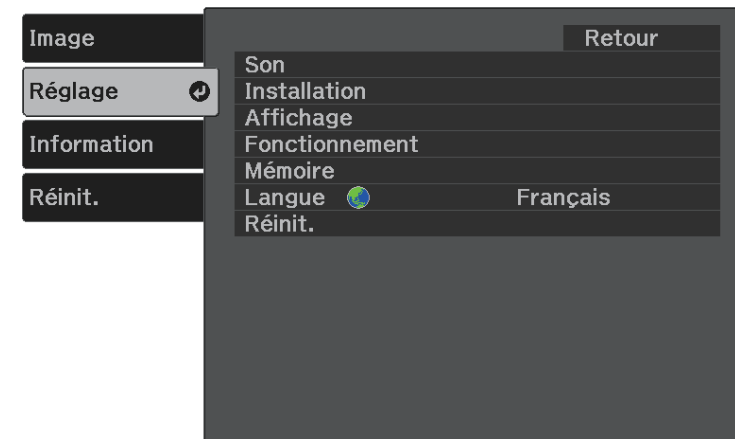 Image
Réglage
Information
Réinit.
Retour
Son
Installation
Affichage
Fonctionnement
Mémoire
Langue Français
Réinit.